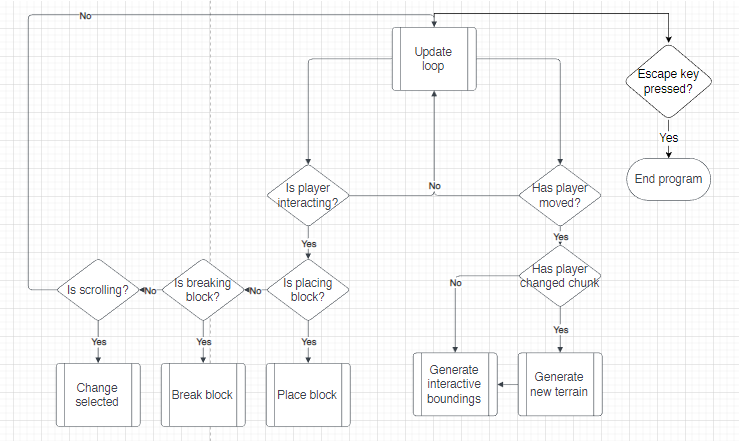 No
Update
loop
Escape key
pressed?
Yes
End program
Is player
interacting?
No
Has player
moved?
Yes
Yes
Has player
changed chunk
Is scrolling?
No
Is breaking
block?
No
Is placing
block?
No
Yes
Yes
Yes
Yes
Change
selected
Break block
Place block
Generate
interactive
boundings
Generate
new terrain